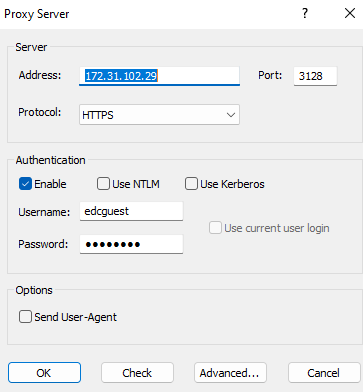 Proxy Server
Server
Address: 172.31.102.29 Port: 3128
Protocol: HTTPS
Authentication
Enable Use NTLM Use Kerberos
Username: edcguest
Use current user login
Password: ●●●●●●●●
Options
Send User-Agent
OK Check Advanced... Cancel